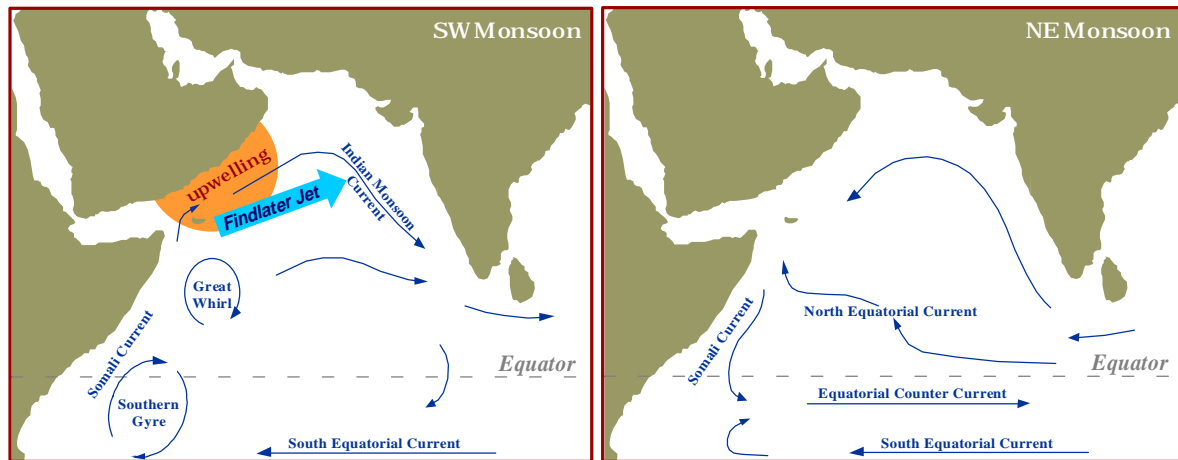 SW Monsoon
upwelling
Findlater Jet
Indian Monsoon
Current
Great
Whirl
Somali Current
Equator
Southern
Gyre
South Equatorial Current
NE Monsoon
North Equatorial Current
Somali Current
Equator
Equatorial Counter Current
South Equatorial Current